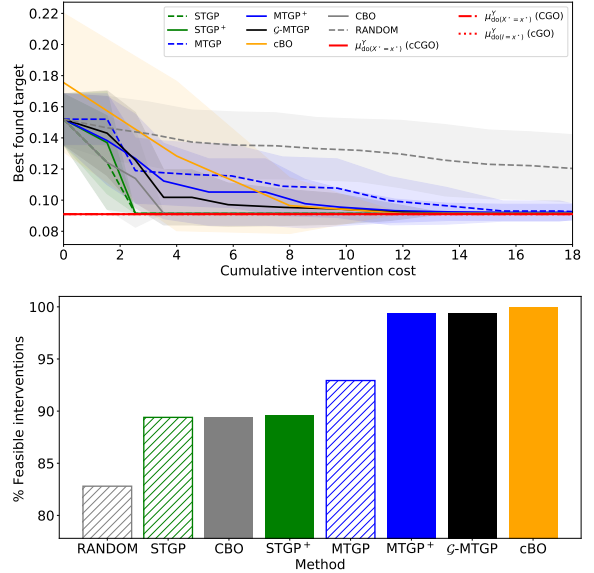 0.22
0.20
0.18
0.16
0.14
0.12
0.10
0.08
Best found target
STGP
STGP⁺
MTGP
MTGP⁺
𝒢-MTGP
cBO
CBO
RANDOM
μ^Y_do(X*=x*) (cCGO)
μ^Y_do(X*=x*) (CGO)
μ^Y_do(I=x*) (cGO)
0 2 4 6 8 10 12 14 16 18
Cumulative intervention cost
100
95
90
85
80
% Feasible interventions
RANDOM STGP CBO STGP⁺ MTGP MTGP⁺ 𝒢-MTGP cBO
Method